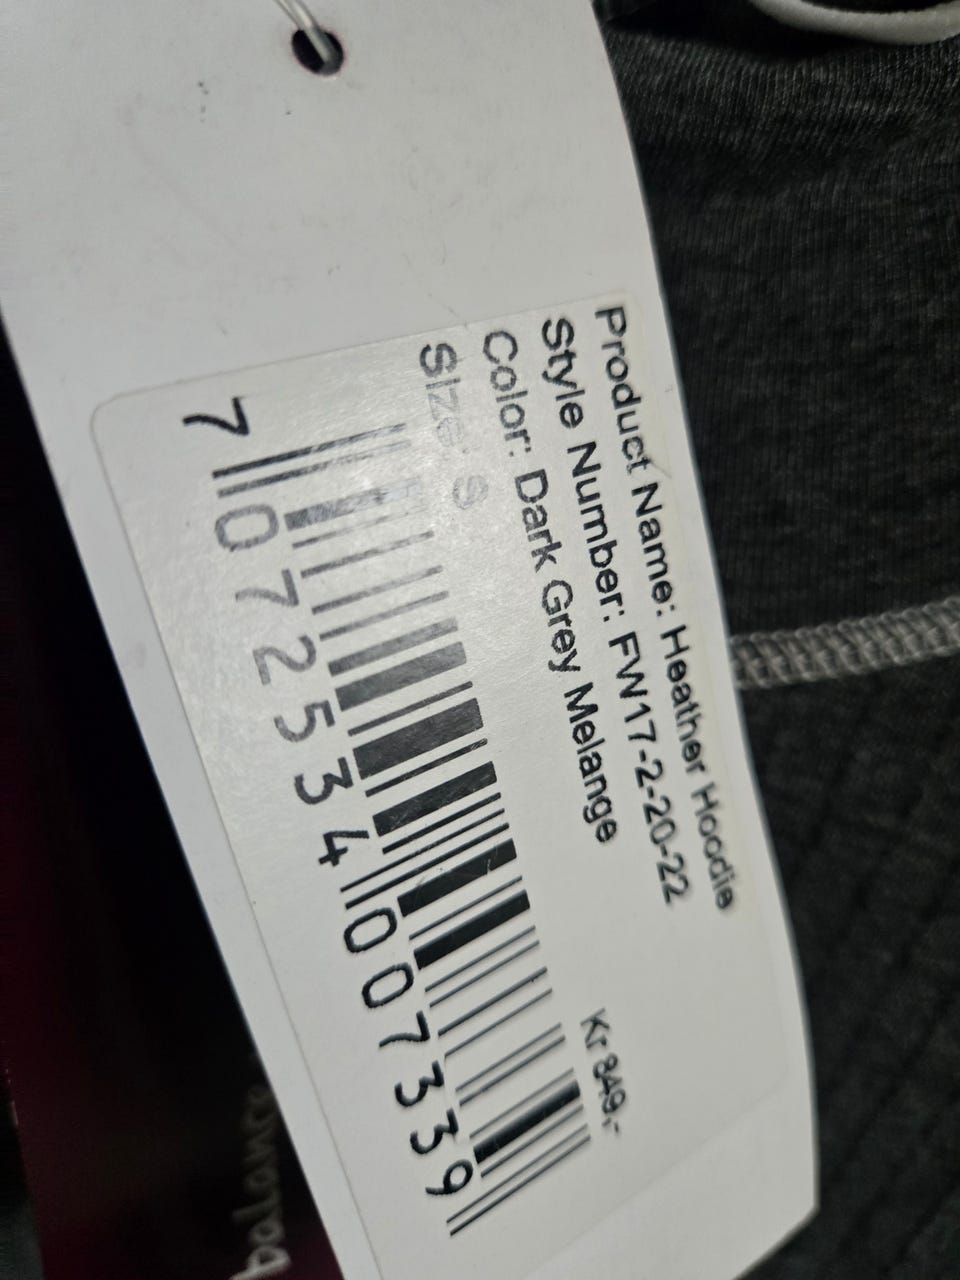 Product Name: Heather Hoodie
Style Number: FW17-2-20-22
Color: Dark Grey Melange
Size: S
Kr 849,-
7 072534 007339
balance